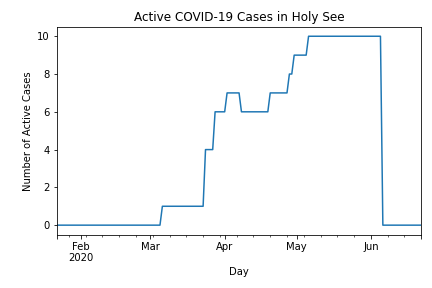 Active COVID-19 Cases in Holy See
Number of Active Cases
10
8
6
4
2
0
Feb Mar Apr May Jun
2020
Day